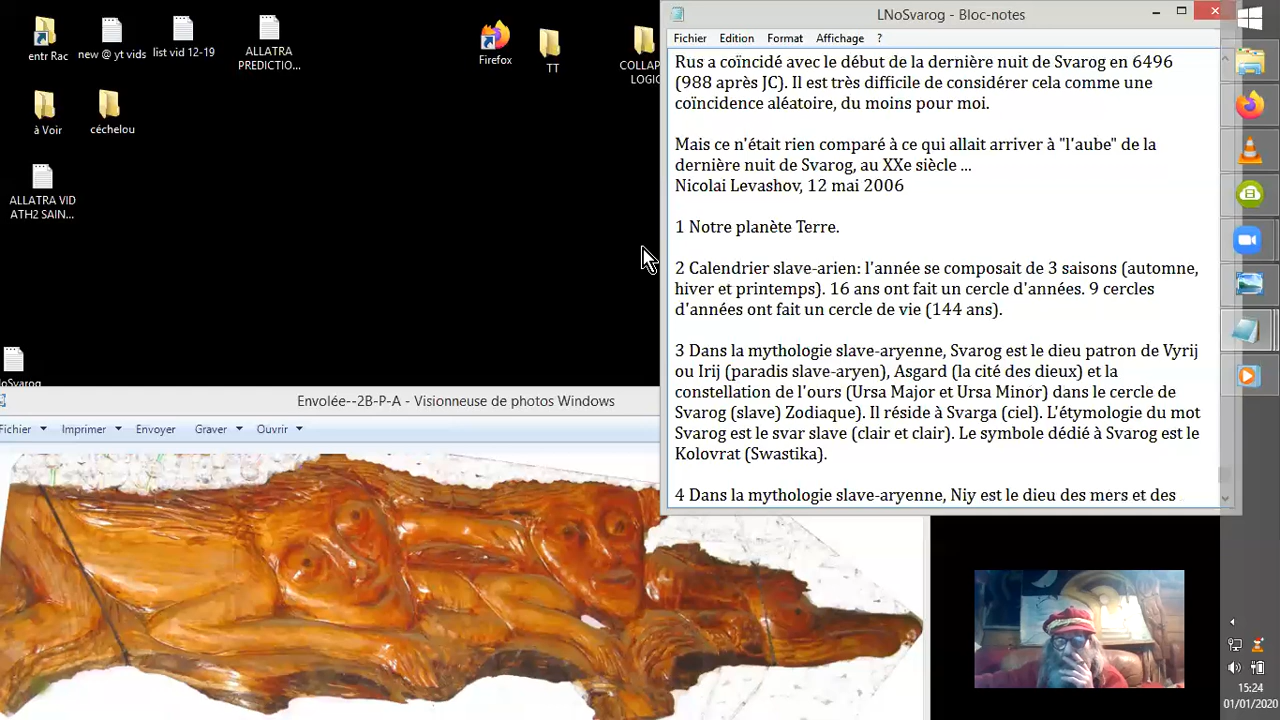 entr Rac
new @ yt vids
list vid 12-19
ALLATRA
PREDICTIO...
Firefox
TT
COLLAP
LOGIC
à Voir
céchelou
ALLATRA VID
ATH2 SAIN...
LNoSvarog - Bloc-notes
Fichier Edition Format Affichage ?
Rus a coïncidé avec le début de la dernière nuit de Svarog en 6496
(988 après JC). Il est très difficile de considérer cela comme une
coïncidence aléatoire, du moins pour moi.
Mais ce n'était rien comparé à ce qui allait arriver à "l'aube" de la
dernière nuit de Svarog, au XXe siècle ...
Nicolai Levashov, 12 mai 2006
1 Notre planète Terre.
2 Calendrier slave-arien: l'année se composait de 3 saisons (automne,
hiver et printemps). 16 ans ont fait un cercle d'années. 9 cercles
d'années ont fait un cercle de vie (144 ans).
3 Dans la mythologie slave-aryenne, Svarog est le dieu patron de Vyrij
ou Irij (paradis slave-aryen), Asgard (la cité des dieux) et la
constellation de l'ours (Ursa Major et Ursa Minor) dans le cercle de
Svarog (slave) Zodiaque). Il réside à Svarga (ciel). L'étymologie du mot
Svarog est le svar slave (clair et clair). Le symbole dédié à Svarog est le
Kolovrat (Swastika).
4 Dans la mythologie slave-aryenne, Niy est le dieu des mers et des
NoSvarog
Envolée--2B-P-A - Visionneuse de photos Windows
Fichier Imprimer Envoyer Graver Ouvrir
15:24
01/01/2020